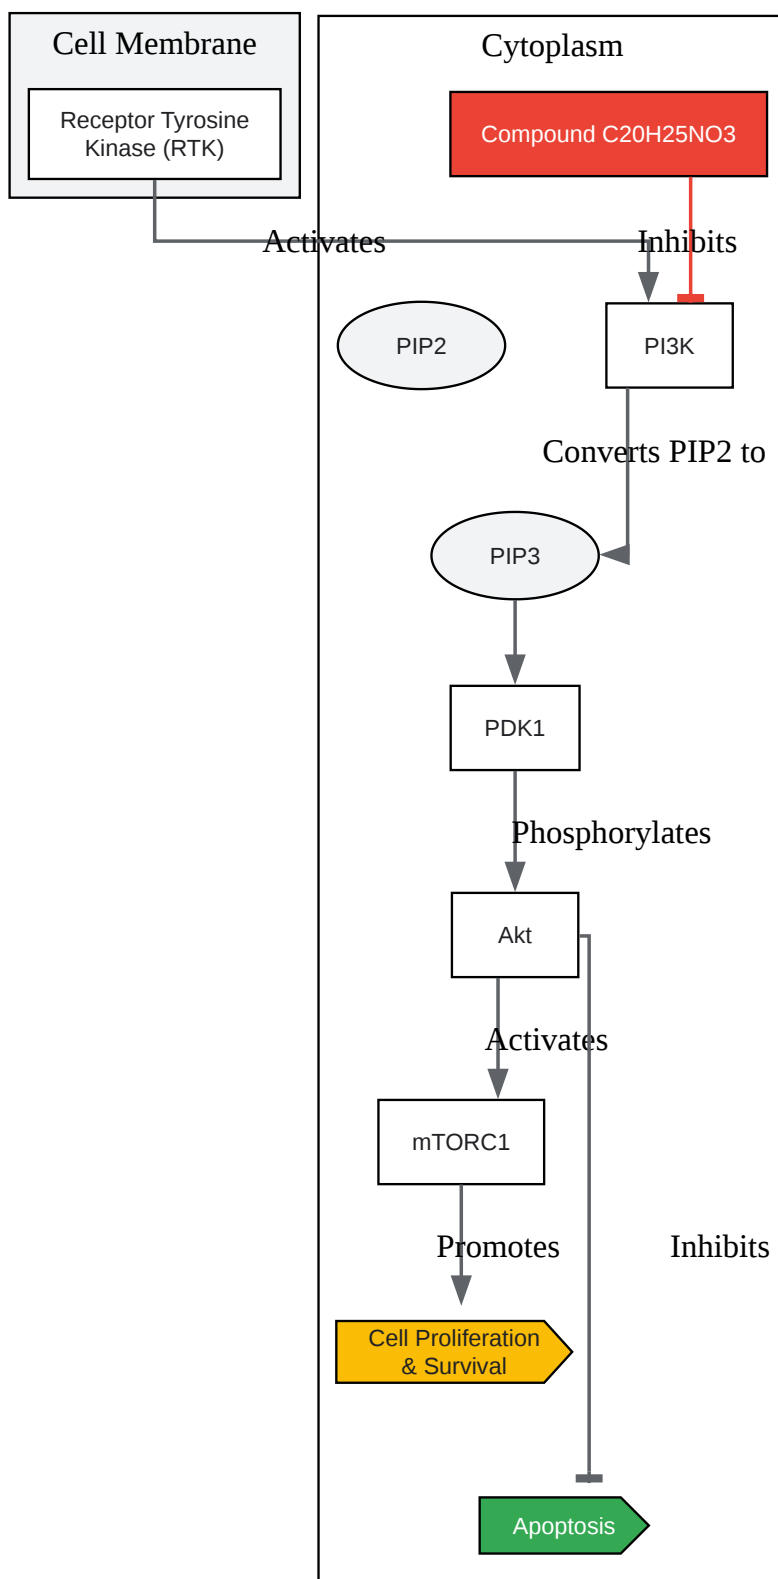 Cell Membrane
Cytoplasm
Receptor Tyrosine
Kinase (RTK)
Compound C20H25NO3
Activates
Inhibits
PIP2
PI3K
Converts PIP2 to
PIP3
PDK1
Phosphorylates
Akt
Activates
mTORC1
Promotes
Inhibits
Cell Proliferation
& Survival
Apoptosis